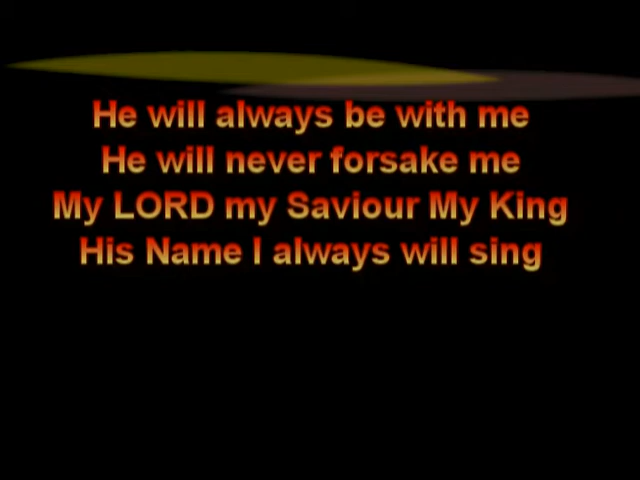 He will always be with me
He will never forsake me
My LORD my Saviour My King
His Name I always will sing